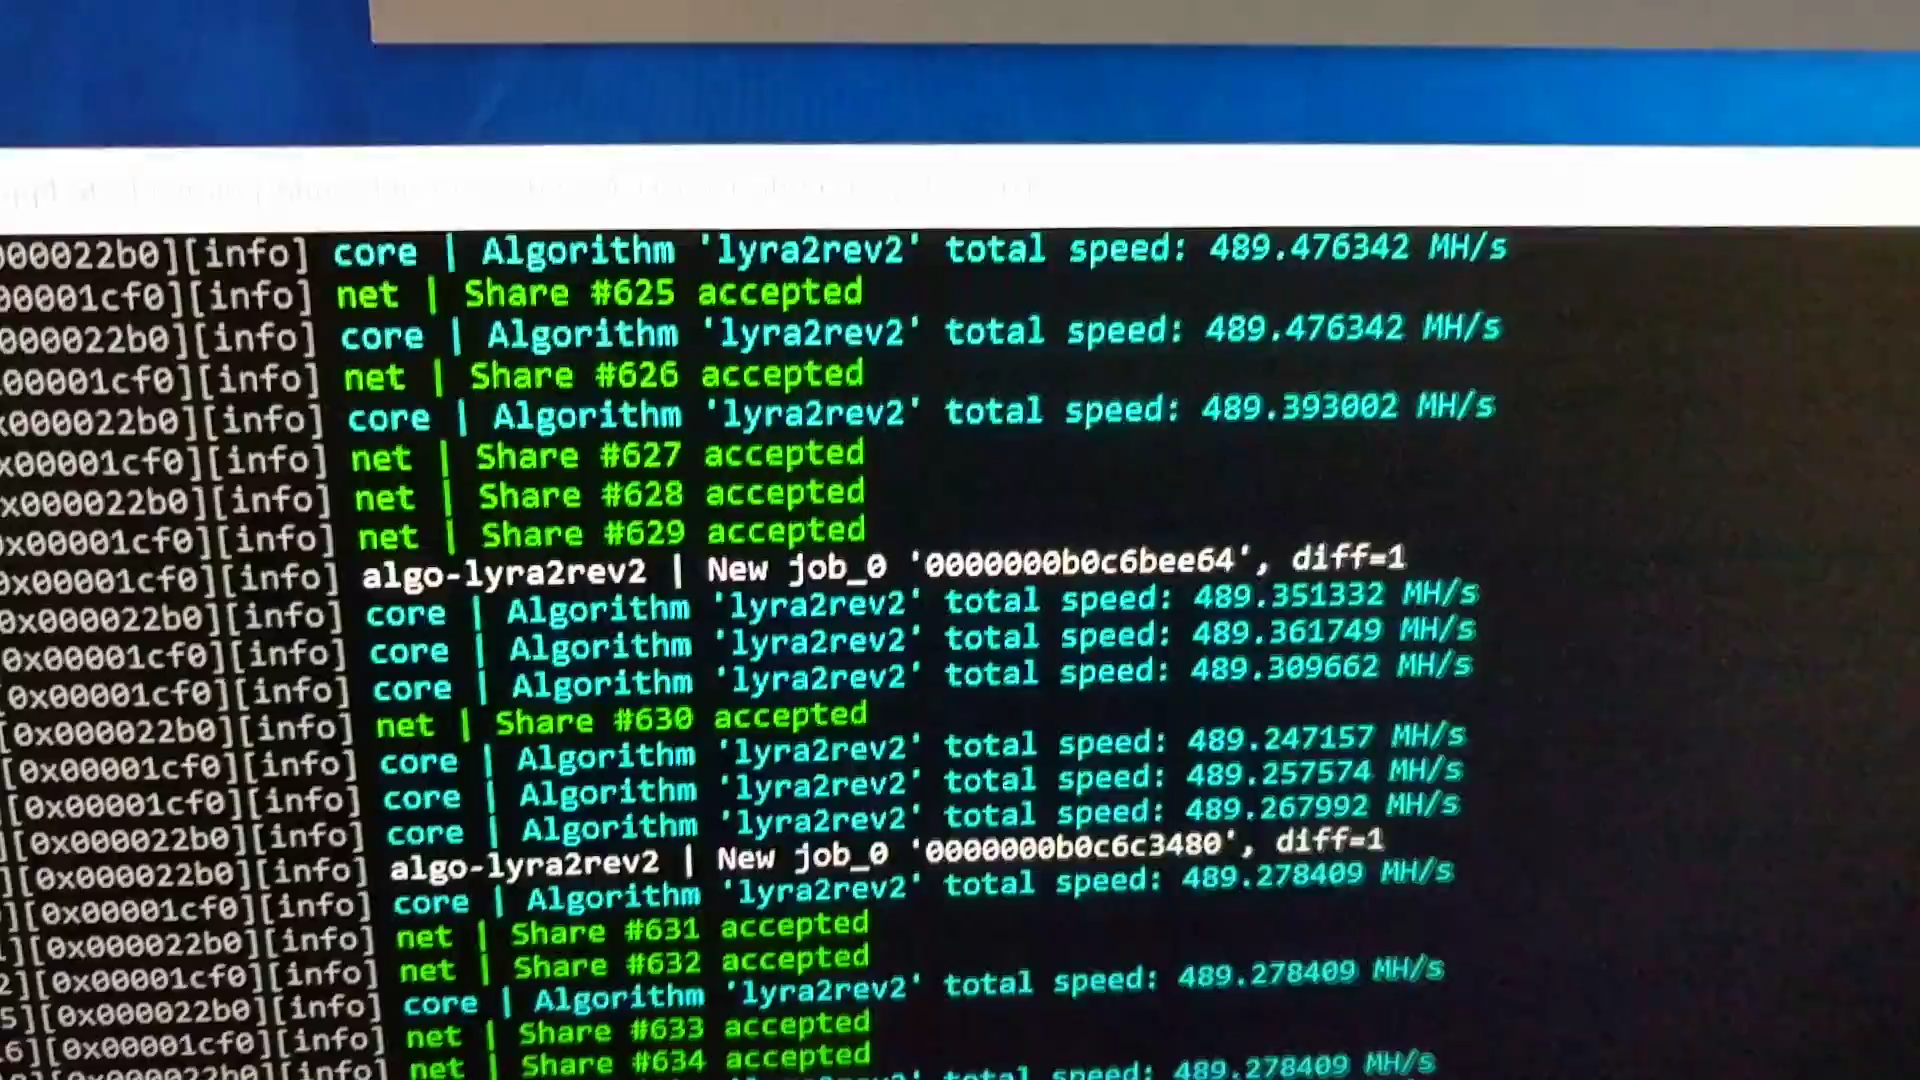 000022b0][info] core | Algorithm 'lyra2rev2' total speed: 489.476342 MH/s
00001cf0][info] net | Share #625 accepted
000022b0][info] core | Algorithm 'lyra2rev2' total speed: 489.476342 MH/s
00001cf0][info] net | Share #626 accepted
x000022b0][info] core | Algorithm 'lyra2rev2' total speed: 489.393002 MH/s
x00001cf0][info] net | Share #627 accepted
x000022b0][info] net | Share #628 accepted
0x00001cf0][info] net | Share #629 accepted
0x00001cf0][info] algo-lyra2rev2 | New job_0 '0000000b0c6bee64', diff=1
0x000022b0][info] core | Algorithm 'lyra2rev2' total speed: 489.351332 MH/s
[0x00001cf0][info] core | Algorithm 'lyra2rev2' total speed: 489.361749 MH/s
[0x00001cf0][info] core | Algorithm 'lyra2rev2' total speed: 489.309662 MH/s
[0x000022b0][info] net | Share #630 accepted
[0x00001cf0][info] core | Algorithm 'lyra2rev2' total speed: 489.247157 MH/s
][0x00001cf0][info] core | Algorithm 'lyra2rev2' total speed: 489.257574 MH/s
][0x000022b0][info] core | Algorithm 'lyra2rev2' total speed: 489.267992 MH/s
][0x000022b0][info] algo-lyra2rev2 | New job_0 '0000000b0c6c3480', diff=1
][0x00001cf0][info] core | Algorithm 'lyra2rev2' total speed: 489.278409 MH/s
][0x000022b0][info] net | Share #631 accepted
2][0x00001cf0][info] net | Share #632 accepted
5][0x000022b0][info] core | Algorithm 'lyra2rev2' total speed: 489.278409 MH/s
6][0x00001cf0][info] net | Share #633 accepted
[0x000022b0][info] net | Share #634 accepted
speed: 489.278409 MH/s